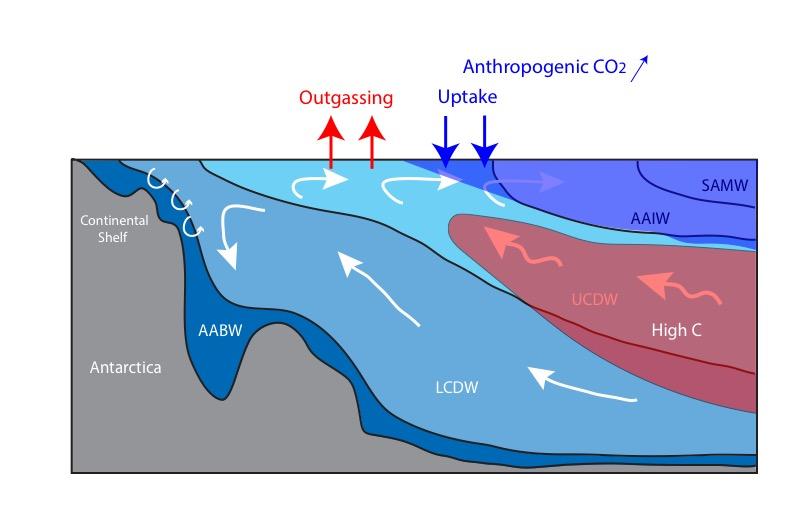 Anthropogenic CO2
Outgassing
Uptake
SAMW
AAIW
Continental
Shelf
UCDW
High C
AABW
Antarctica
LCDW